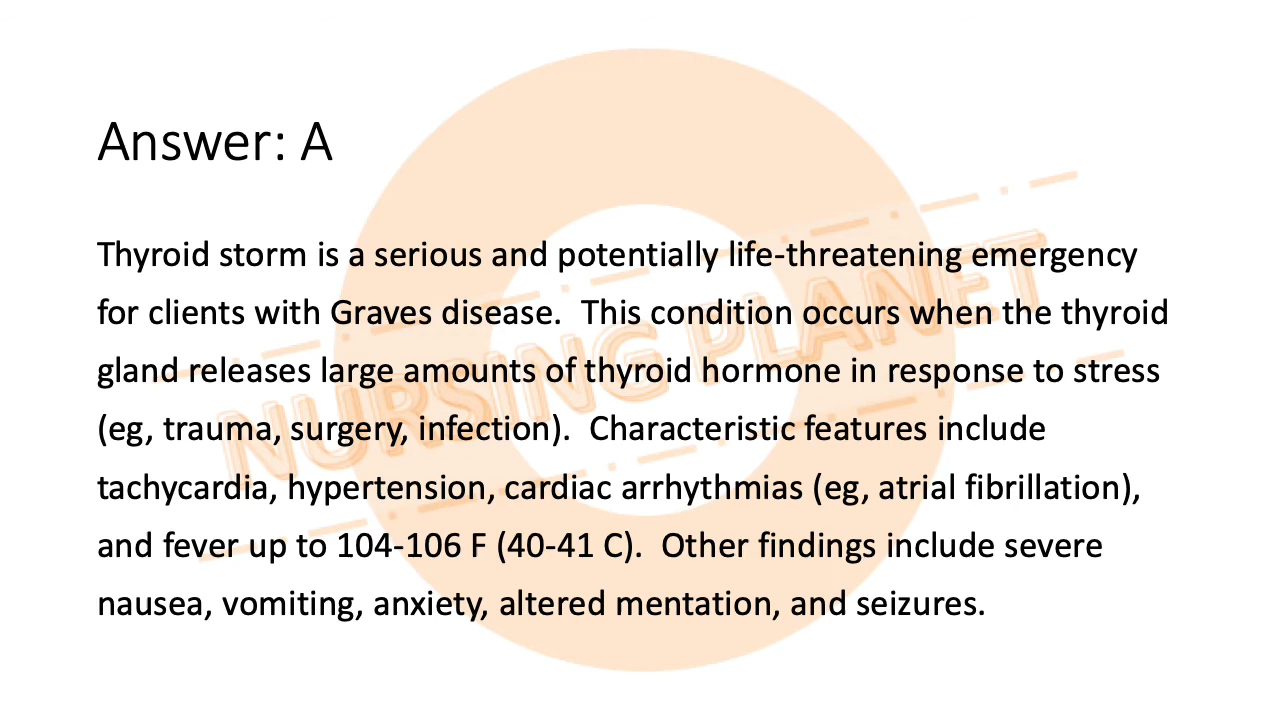 Answer: A
Thyroid storm is a serious and potentially life-threatening emergency
for clients with Graves disease.  This condition occurs when the thyroid
gland releases large amounts of thyroid hormone in response to stress
(eg, trauma, surgery, infection).  Characteristic features include
tachycardia, hypertension, cardiac arrhythmias (eg, atrial fibrillation),
and fever up to 104-106 F (40-41 C).  Other findings include severe
nausea, vomiting, anxiety, altered mentation, and seizures.
NURSING PLANET